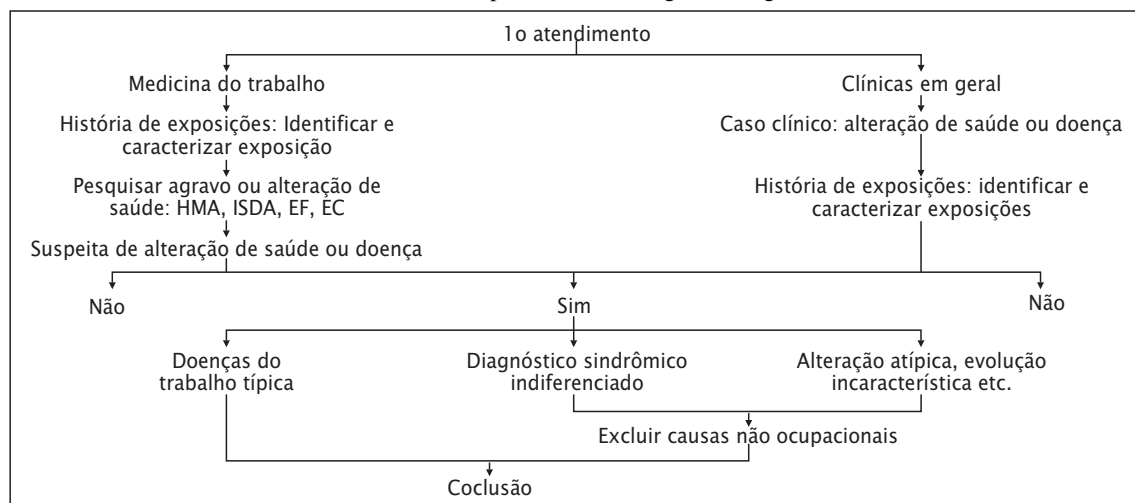 1o atendimento
Medicina do trabalho
Clínicas em geral
História de exposições: Identificar e
caracterizar exposição
Caso clínico: alteração de saúde ou doença
Pesquisar agravo ou alteração de
saúde: HMA, ISDA, EF, EC
História de exposições: identificar e
caracterizar exposições
Suspeita de alteração de saúde ou doença
Não
Sim
Não
Doenças do
trabalho típica
Diagnóstico sindrômico
indiferenciado
Alteração atípica, evolução
incaracterística etc.
Excluir causas não ocupacionais
Coclusão